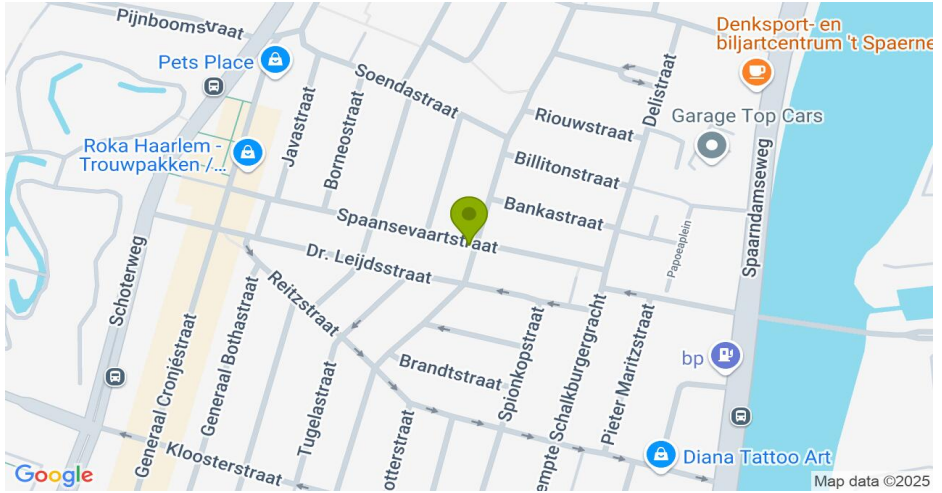 Pijnboomstraat
Denksport- en
biljartcentrum 't Spaerne
Pets Place
Soendastraat
Delistraat
Riouwstraat
Garage Top Cars
Javastraat
Borneostraat
Roka Haarlem -
Trouwpakken /...
Billitonstraat
Bankastraat
Spaansevaartstraat
Papoeaplein
Spaarndamseweg
Schoterweg
Dr. Leijdsstraat
Reitzstraat
Generaal Cronjéstraat
Generaal Bothastraat
Tugelastraat
Brandtstraat
Spionkopstraat
empte Schalkburgergracht
Pieter Maritzstraat
bp
Kloosterstraat
otterstraat
Diana Tattoo Art
Google
Map data ©2025